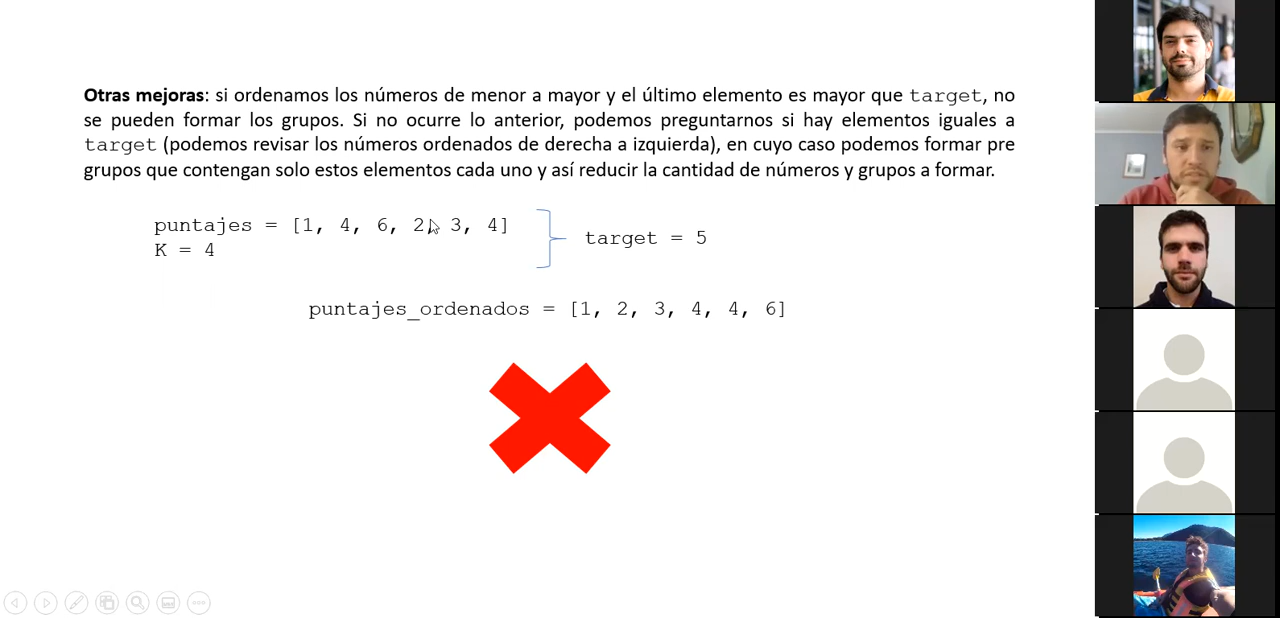 Otras mejoras: si ordenamos los números de menor a mayor y el último elemento es mayor que target, no
se pueden formar los grupos. Si no ocurre lo anterior, podemos preguntarnos si hay elementos iguales a
target (podemos revisar los números ordenados de derecha a izquierda), en cuyo caso podemos formar pre
grupos que contengan solo estos elementos cada uno y así reducir la cantidad de números y grupos a formar.
puntajes = [1, 4, 6, 2, 3, 4]
K = 4
target = 5
puntajes_ordenados = [1, 2, 3, 4, 4, 6]